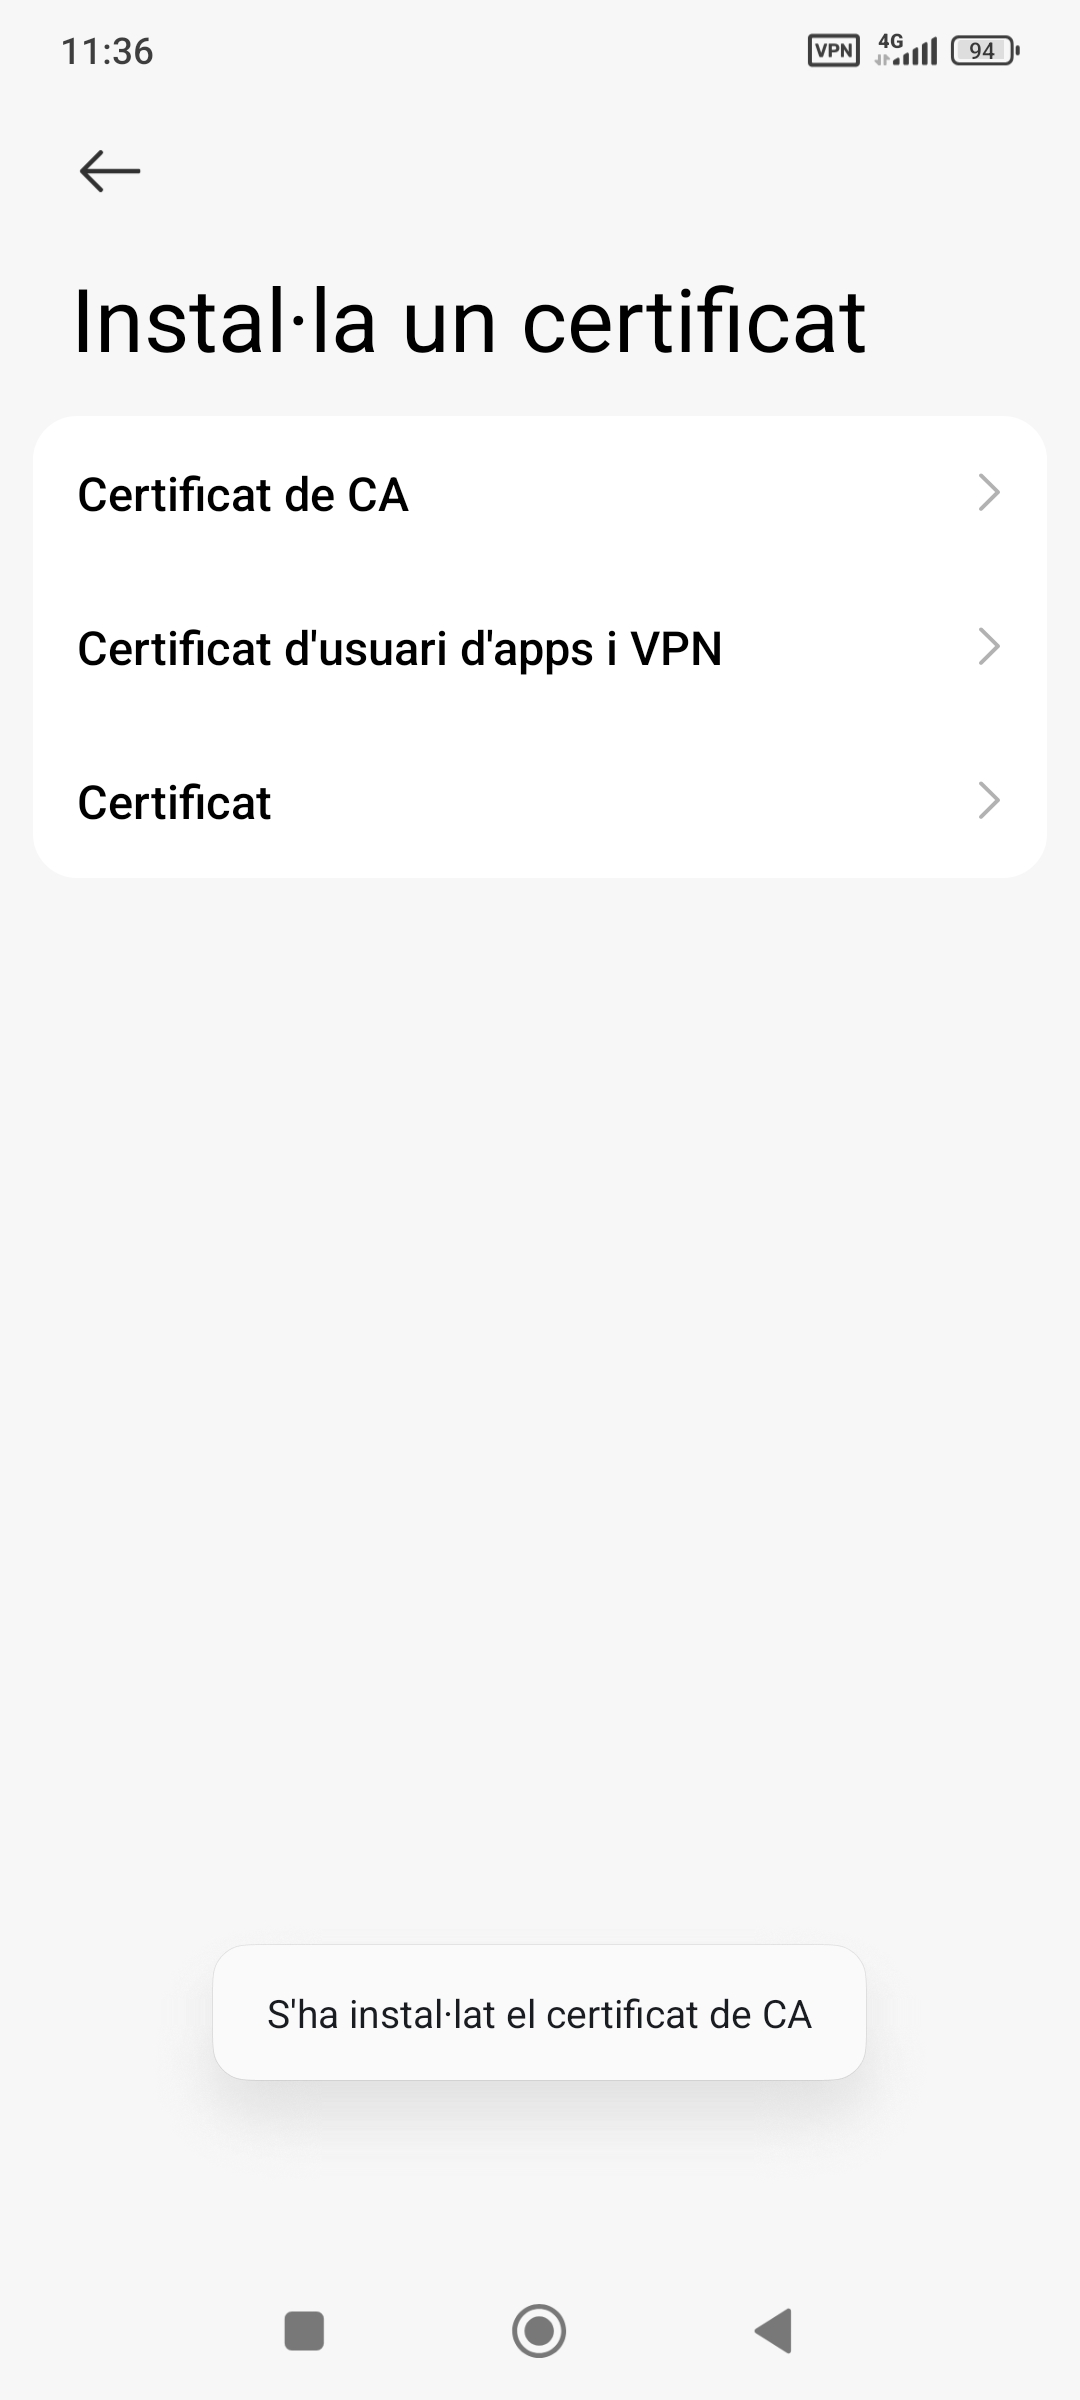 11:36
VPN 4G 94
Instal·la un certificat
Certificat de CA
Certificat d'usuari d'apps i VPN
Certificat
S'ha instal·lat el certificat de CA